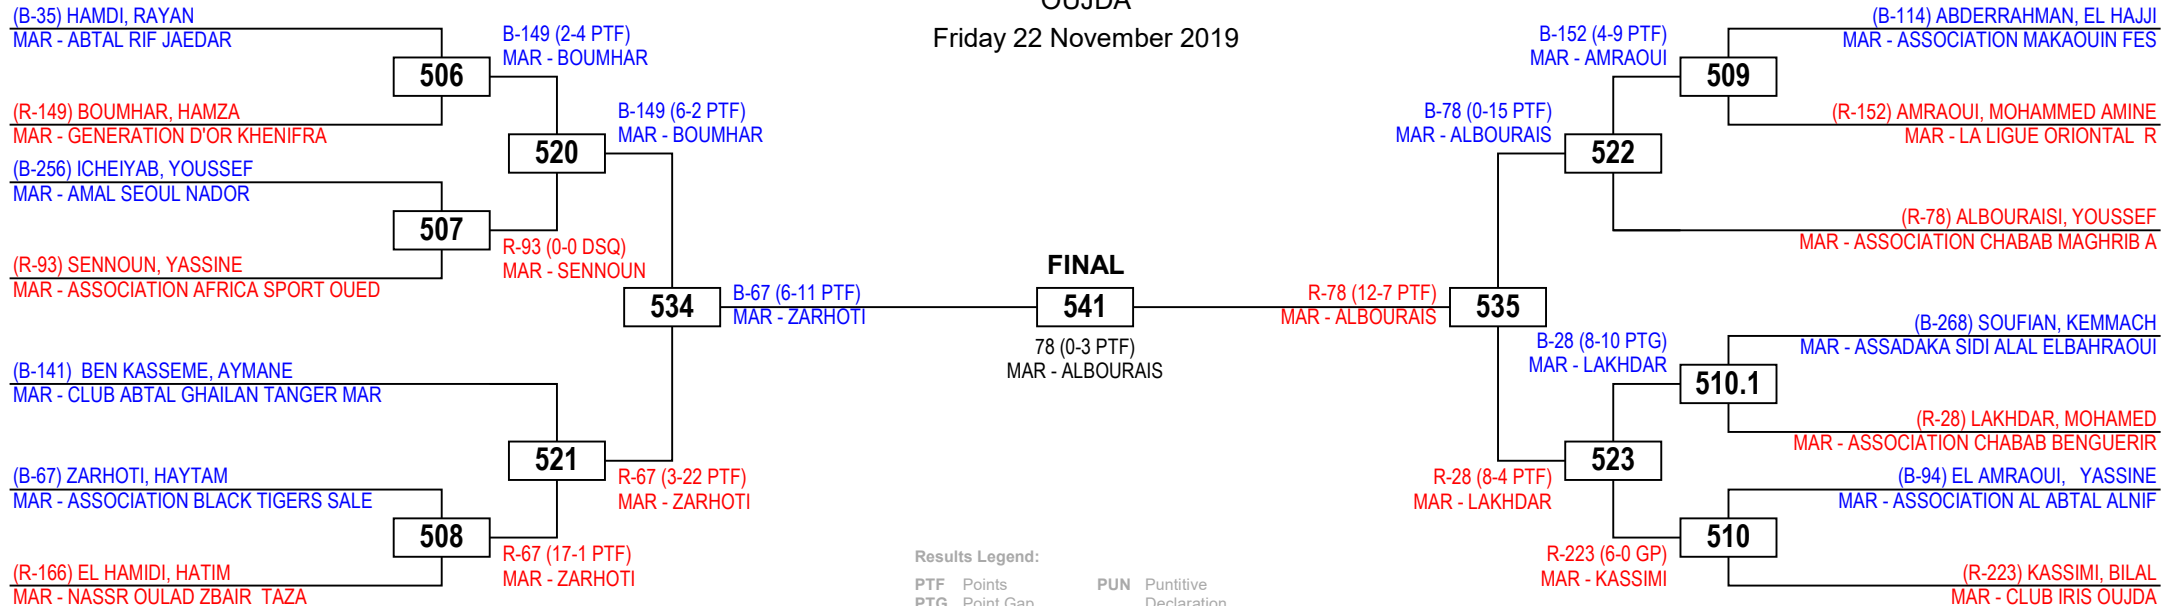 OUJDA
Friday 22 November 2019
(B-35) HAMDI, RAYAN
MAR - ABTAL RIF JAEDAR
506
(R-149) BOUMHAR, HAMZA
MAR - GENERATION D'OR KHENIFRA
B-149 (2-4 PTF)
MAR - BOUMHAR
(B-256) ICHEIYAB, YOUSSEF
MAR - AMAL SEOUL NADOR
507
(R-93) SENNOUN, YASSINE
MAR - ASSOCIATION AFRICA SPORT OUED
R-93 (0-0 DSQ)
MAR - SENNOUN
520
B-149 (6-2 PTF)
MAR - BOUMHAR
(B-141) BEN KASSEME, AYMANE
MAR - CLUB ABTAL GHAILAN TANGER MAR
521
(B-67) ZARHOTI, HAYTAM
MAR - ASSOCIATION BLACK TIGERS SALE
508
(R-166) EL HAMIDI, HATIM
MAR - NASSR OULAD ZBAIR TAZA
R-67 (17-1 PTF)
MAR - ZARHOTI
R-67 (3-22 PTF)
MAR - ZARHOTI
534
B-67 (6-11 PTF)
MAR - ZARHOTI
FINAL
541
78 (0-3 PTF)
MAR - ALBOURAIS
R-78 (12-7 PTF)
MAR - ALBOURAIS
535
B-78 (0-15 PTF)
MAR - ALBOURAIS
522
B-152 (4-9 PTF)
MAR - AMRAOUI
509
(B-114) ABDERRAHMAN, EL HAJJI
MAR - ASSOCIATION MAKAOUIN FES
(R-152) AMRAOUI, MOHAMMED AMINE
MAR - LA LIGUE ORIONTAL R
(R-78) ALBOURAISI, YOUSSEF
MAR - ASSOCIATION CHABAB MAGHRIB A
B-28 (8-10 PTG)
MAR - LAKHDAR
510.1
(B-268) SOUFIAN, KEMMACH
MAR - ASSADAKA SIDI ALAL ELBAHRAOUI
(R-28) LAKHDAR, MOHAMED
MAR - ASSOCIATION CHABAB BENGUERIR
523
R-28 (8-4 PTF)
MAR - LAKHDAR
(B-94) EL AMRAOUI, YASSINE
MAR - ASSOCIATION AL ABTAL ALNIF
510
R-223 (6-0 GP)
MAR - KASSIMI
(R-223) KASSIMI, BILAL
MAR - CLUB IRIS OUJDA
Results Legend:
PTF Points PUN Puntitive
PTG Point Gap Declaration